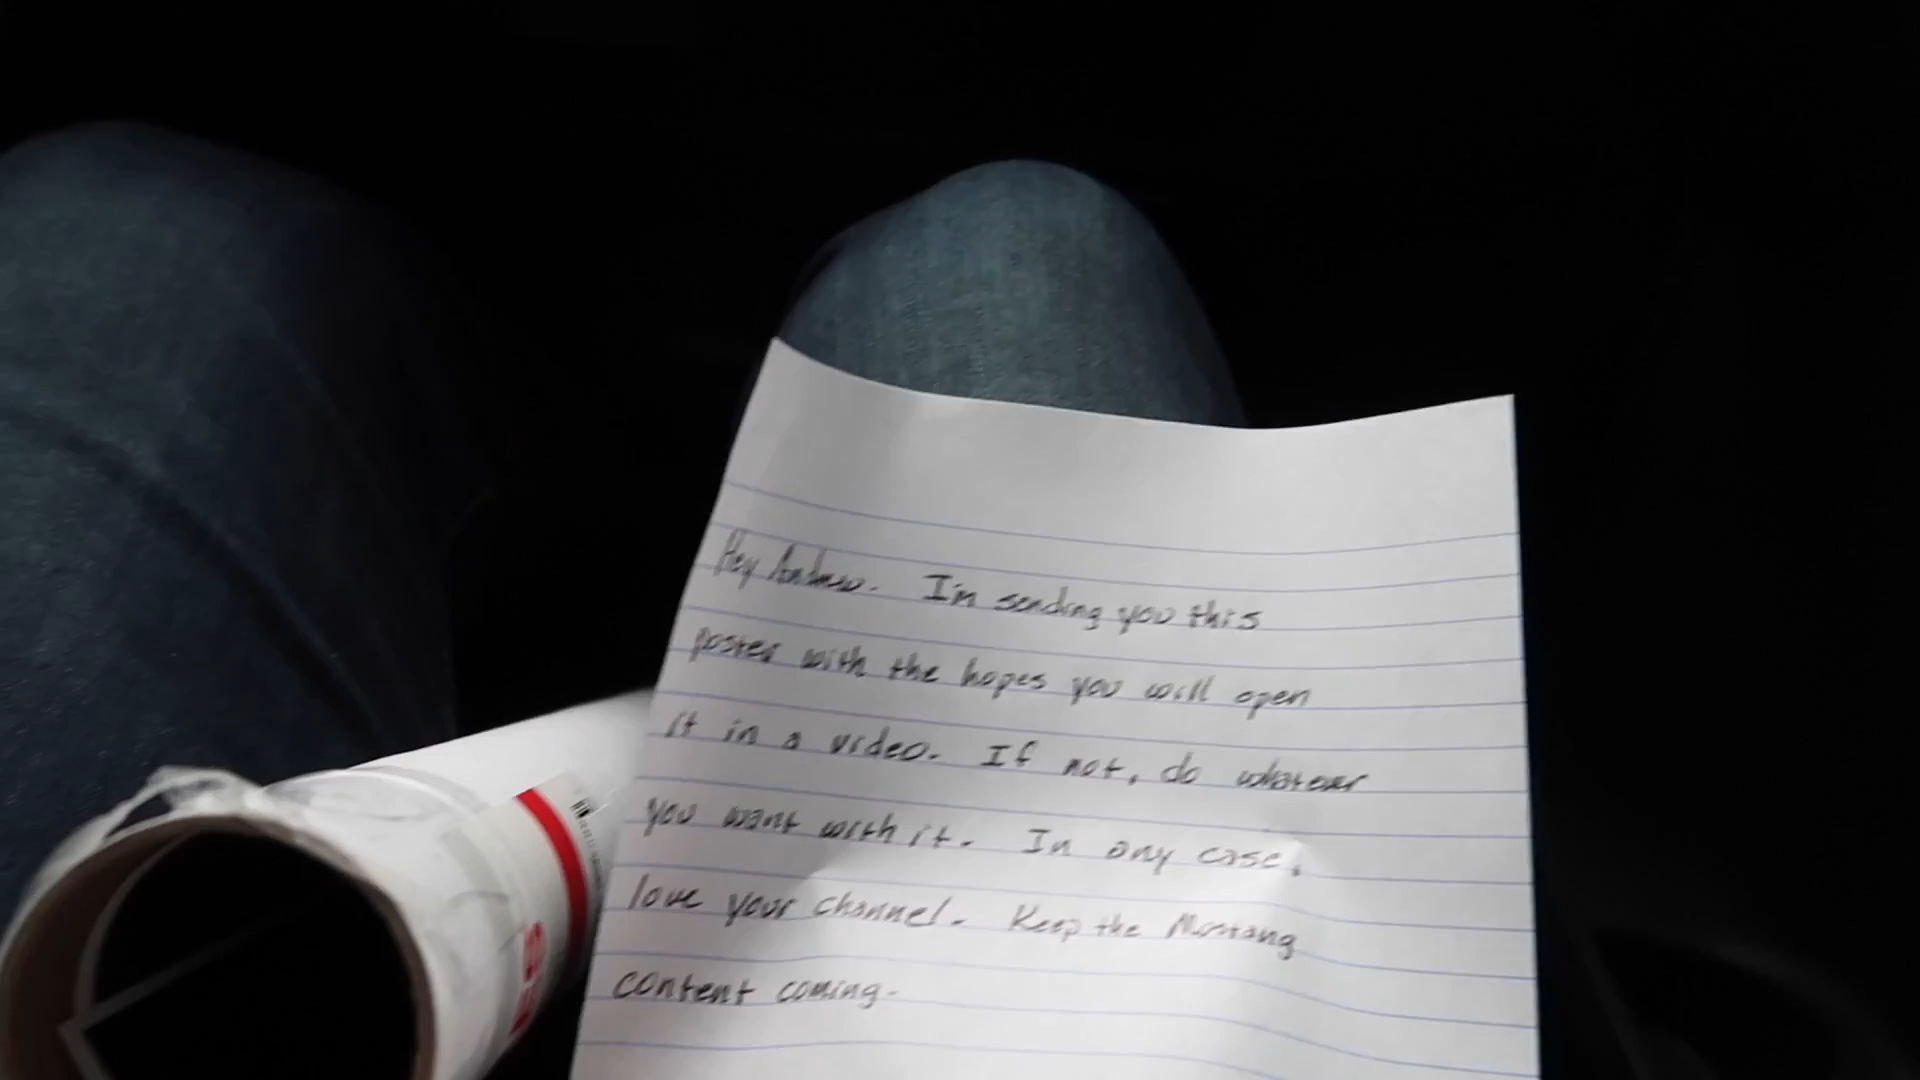 Hey Andrew. I'm sending you this
poster with the hopes you will open
it in a video. If not, do whatever
you want with it. In any case,
love your channel. Keep the Mustang
content coming.